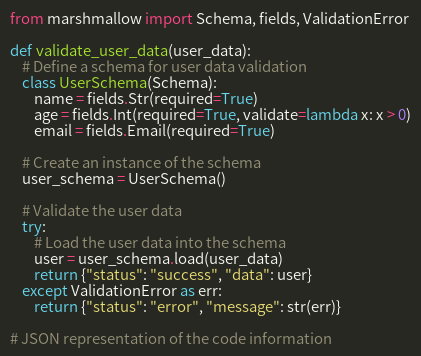 from marshmallow import Schema, fields, ValidationError

def validate_user_data(user_data):
    # Define a schema for user data validation
    class UserSchema(Schema):
        name = fields.Str(required=True)
        age = fields.Int(required=True, validate=lambda x: x > 0)
        email = fields.Email(required=True)

    # Create an instance of the schema
    user_schema = UserSchema()

    # Validate the user data
    try:
        # Load the user data into the schema
        user = user_schema.load(user_data)
        return {"status": "success", "data": user}
    except ValidationError as err:
        return {"status": "error", "message": str(err)}

# JSON representation of the code information